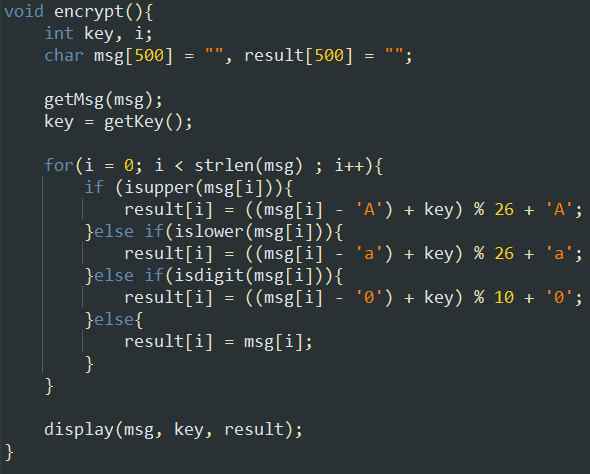 void encrypt(){
    int key, i;
    char msg[500] = "", result[500] = "";

    getMsg(msg);
    key = getKey();

    for(i = 0; i < strlen(msg) ; i++){
        if (isupper(msg[i])){
            result[i] = ((msg[i] - 'A') + key) % 26 + 'A';
        }else if(islower(msg[i])){
            result[i] = ((msg[i] - 'a') + key) % 26 + 'a';
        }else if(isdigit(msg[i])){
            result[i] = ((msg[i] - '0') + key) % 10 + '0';
        }else{
            result[i] = msg[i];
        }
    }

    display(msg, key, result);
}